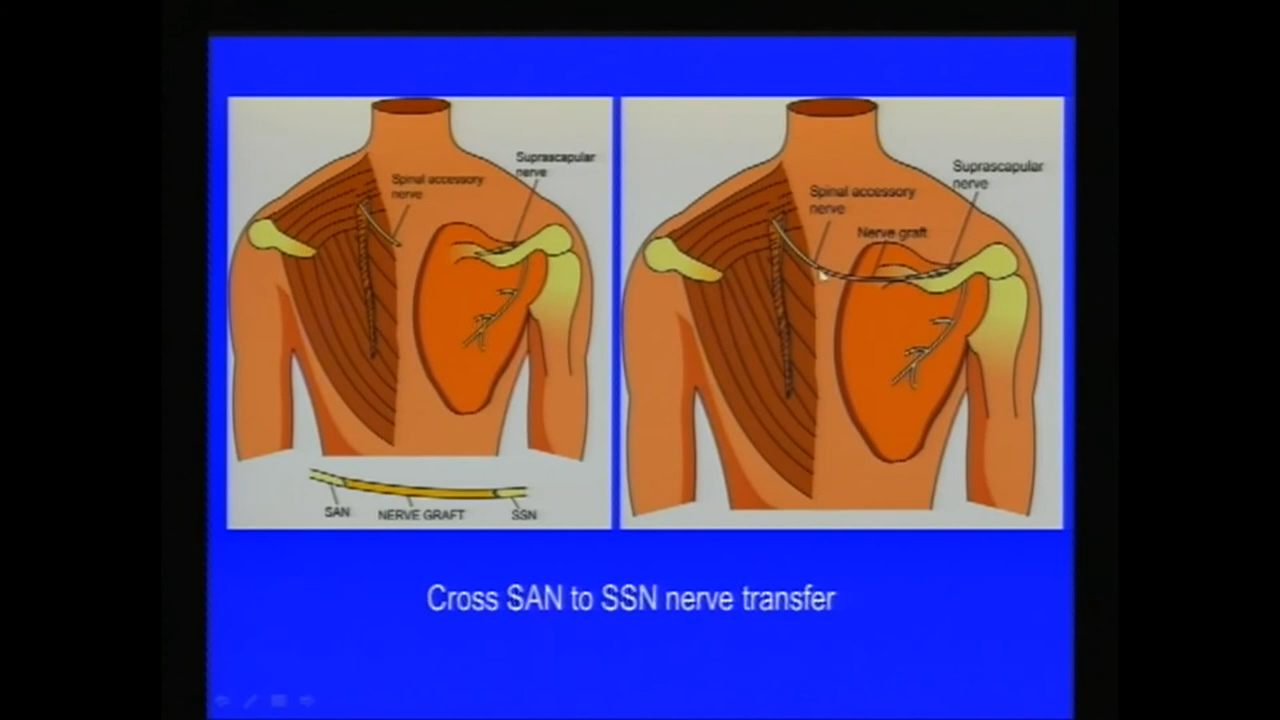 Spinal accessory
nerve
Suprascapular
nerve
SAN
NERVE GRAFT
SSN
Spinal accessory
nerve
Nerve graft
Suprascapular
nerve
Cross SAN to SSN nerve transfer